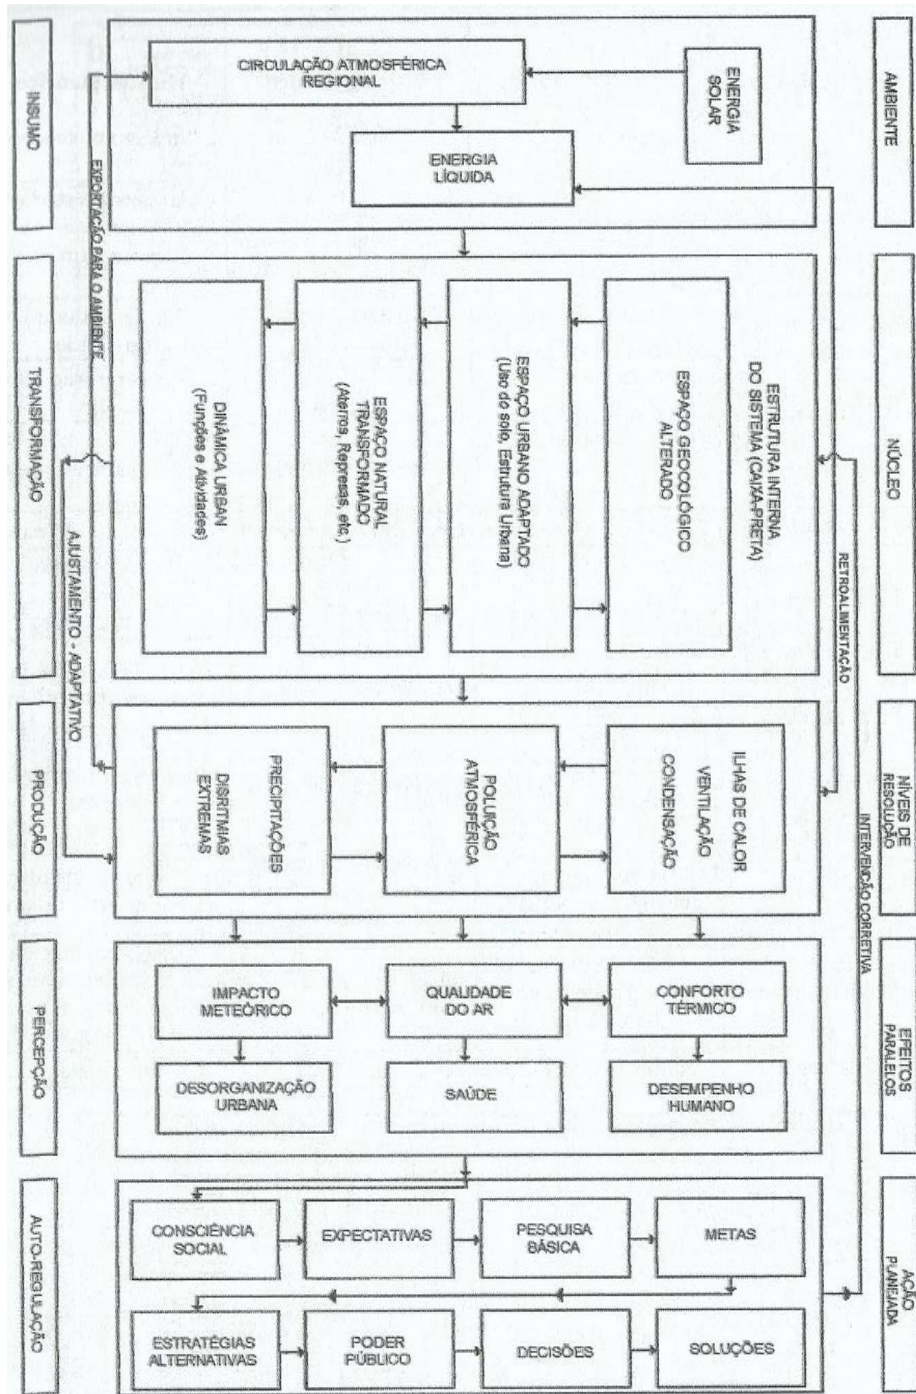 INSUMO
CIRCULAÇÃO ATMOSFÉRICA
REGIONAL
ENERGIA
SOLAR
AMBIENTE
ENERGIA
LÍQUIDA
EXPORTAÇÃO PARA O AMBIENTE
TRANSFORMAÇÃO
DINÂMICA URBAN
(Funções e Atividades)
ESPAÇO NATURAL
TRANSFORMADO
(Aterros, Represas, etc.)
ESPAÇO URBANO ADAPTADO
(Uso do solo, Estrutura Urbana)
ESPAÇO GEOCOLÓGICO
ALTERADO
ESTRUTURA INTERNA
DO SISTEMA (CAIXA-PRETA)
NÚCLEO
RETROALIMENTAÇÃO
AJUSTAMENTO - ADAPTATIVO
PRODUÇÃO
PRECIPITAÇÕES
DISRITMIAS
EXTREMAS
POLUIÇÃO
ATMOSFÉRICA
ILHAS DE CALOR
VENTILAÇÃO
CONDENSAÇÃO
NÍVEIS DE
RESOLUÇÃO
INTERVENÇÃO CORRETIVA
PERCEPÇÃO
IMPACTO
METEÓRICO
QUALIDADE
DO AR
CONFORTO
TÉRMICO
EFEITOS
PARALELOS
DESORGANIZAÇÃO
URBANA
SAÚDE
DESEMPENHO
HUMANO
AUTO-REGULAÇÃO
CONSCIÊNCIA
SOCIAL
EXPECTATIVAS
PESQUISA
BÁSICA
METAS
AÇÃO
PLANEJADA
ESTRATÉGIAS
ALTERNATIVAS
PODER
PÚBLICO
DECISÕES
SOLUÇÕES